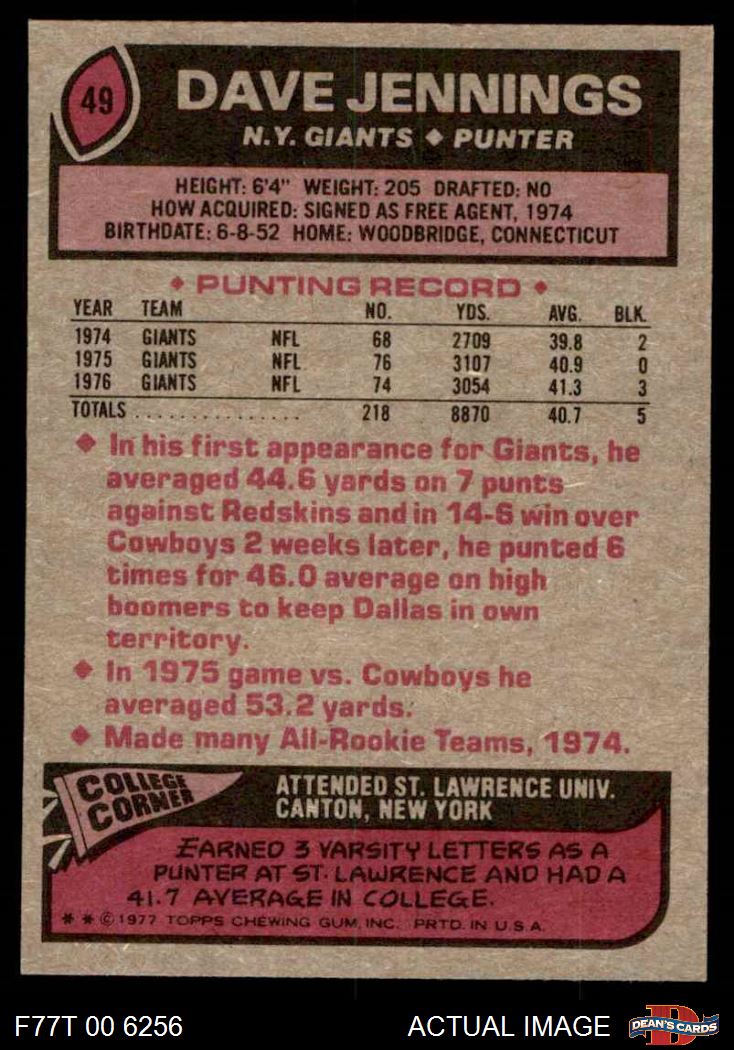 49
DAVE JENNINGS
N.Y. GIANTS ◆ PUNTER
HEIGHT: 6'4" WEIGHT: 205 DRAFTED: NO
HOW ACQUIRED: SIGNED AS FREE AGENT, 1974
BIRTHDATE: 6-8-52 HOME: WOODBRIDGE, CONNECTICUT
◆ PUNTING RECORD ◆
YEAR TEAM NO. YDS. AVG. BLK.
1974 GIANTS NFL 68 2709 39.8 2
1975 GIANTS NFL 76 3107 40.9 0
1976 GIANTS NFL 74 3054 41.3 3
TOTALS ................ 218 8870 40.7 5
◆ In his first appearance for Giants, he
averaged 44.6 yards on 7 punts
against Redskins and in 14-6 win over
Cowboys 2 weeks later, he punted 6
times for 46.0 average on high
boomers to keep Dallas in own
territory.
◆ In 1975 game vs. Cowboys he
averaged 53.2 yards.
◆ Made many All-Rookie Teams, 1974.
COLLEGE
CORNER
ATTENDED ST. LAWRENCE UNIV.
CANTON, NEW YORK
EARNED 3 VARSITY LETTERS AS A
PUNTER AT ST. LAWRENCE AND HAD A
41.7 AVERAGE IN COLLEGE.
* * © 1977 TOPPS CHEWING GUM, INC. PRTD. IN U.S.A.
F77T 00 6256 ACTUAL IMAGE
DEAN'S CARDS